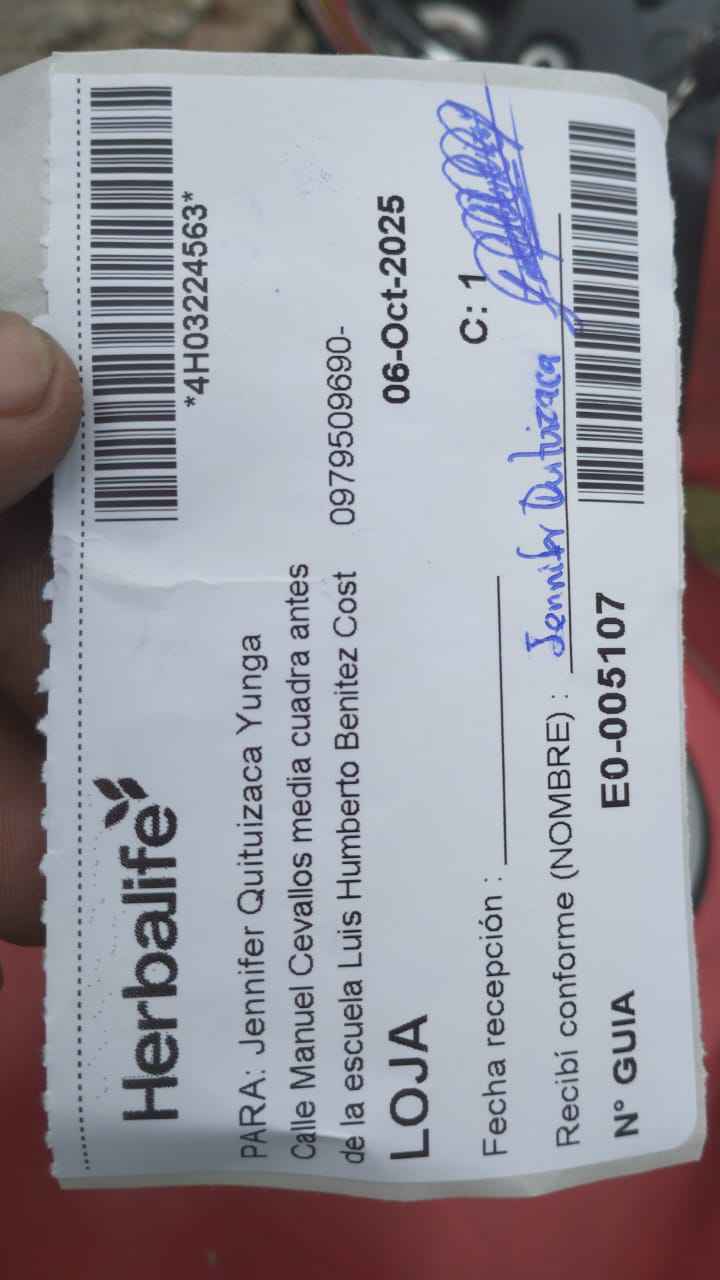 Herbalife
*4H03224563*
PARA: Jennifer Quituizaca Yunga
Calle Manuel Cevallos media cuadra antes
de la escuela Luis Humberto Benitez Cost 0979509690-
LOJA 06-Oct-2025
C: 1
Fecha recepción :
Recibí conforme (NOMBRE) : Jennifer Quituizaca
N° GUIA E0-005107